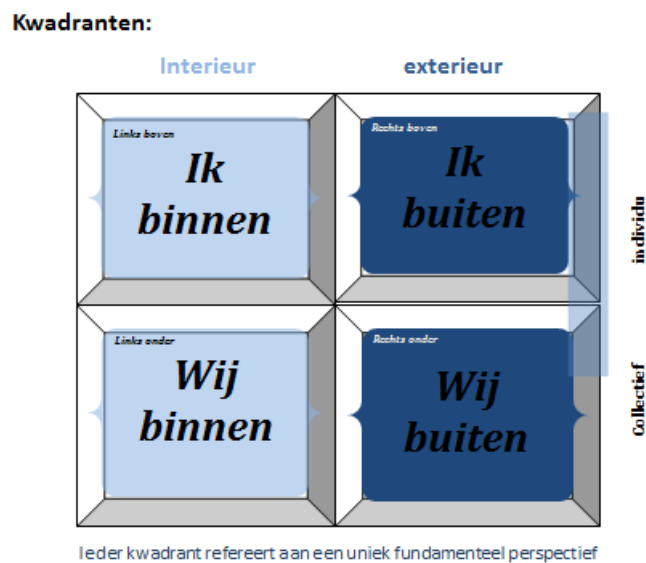 Kwadranten:
Interieur
exterieur
Links boven
Ik
binnen
Rechts boven
Ik
buiten
individu
Links onder
Wij
binnen
Rechts onder
Wij
buiten
Collectief
Ieder kwadrant refereert aan een uniek fundamenteel perspectief